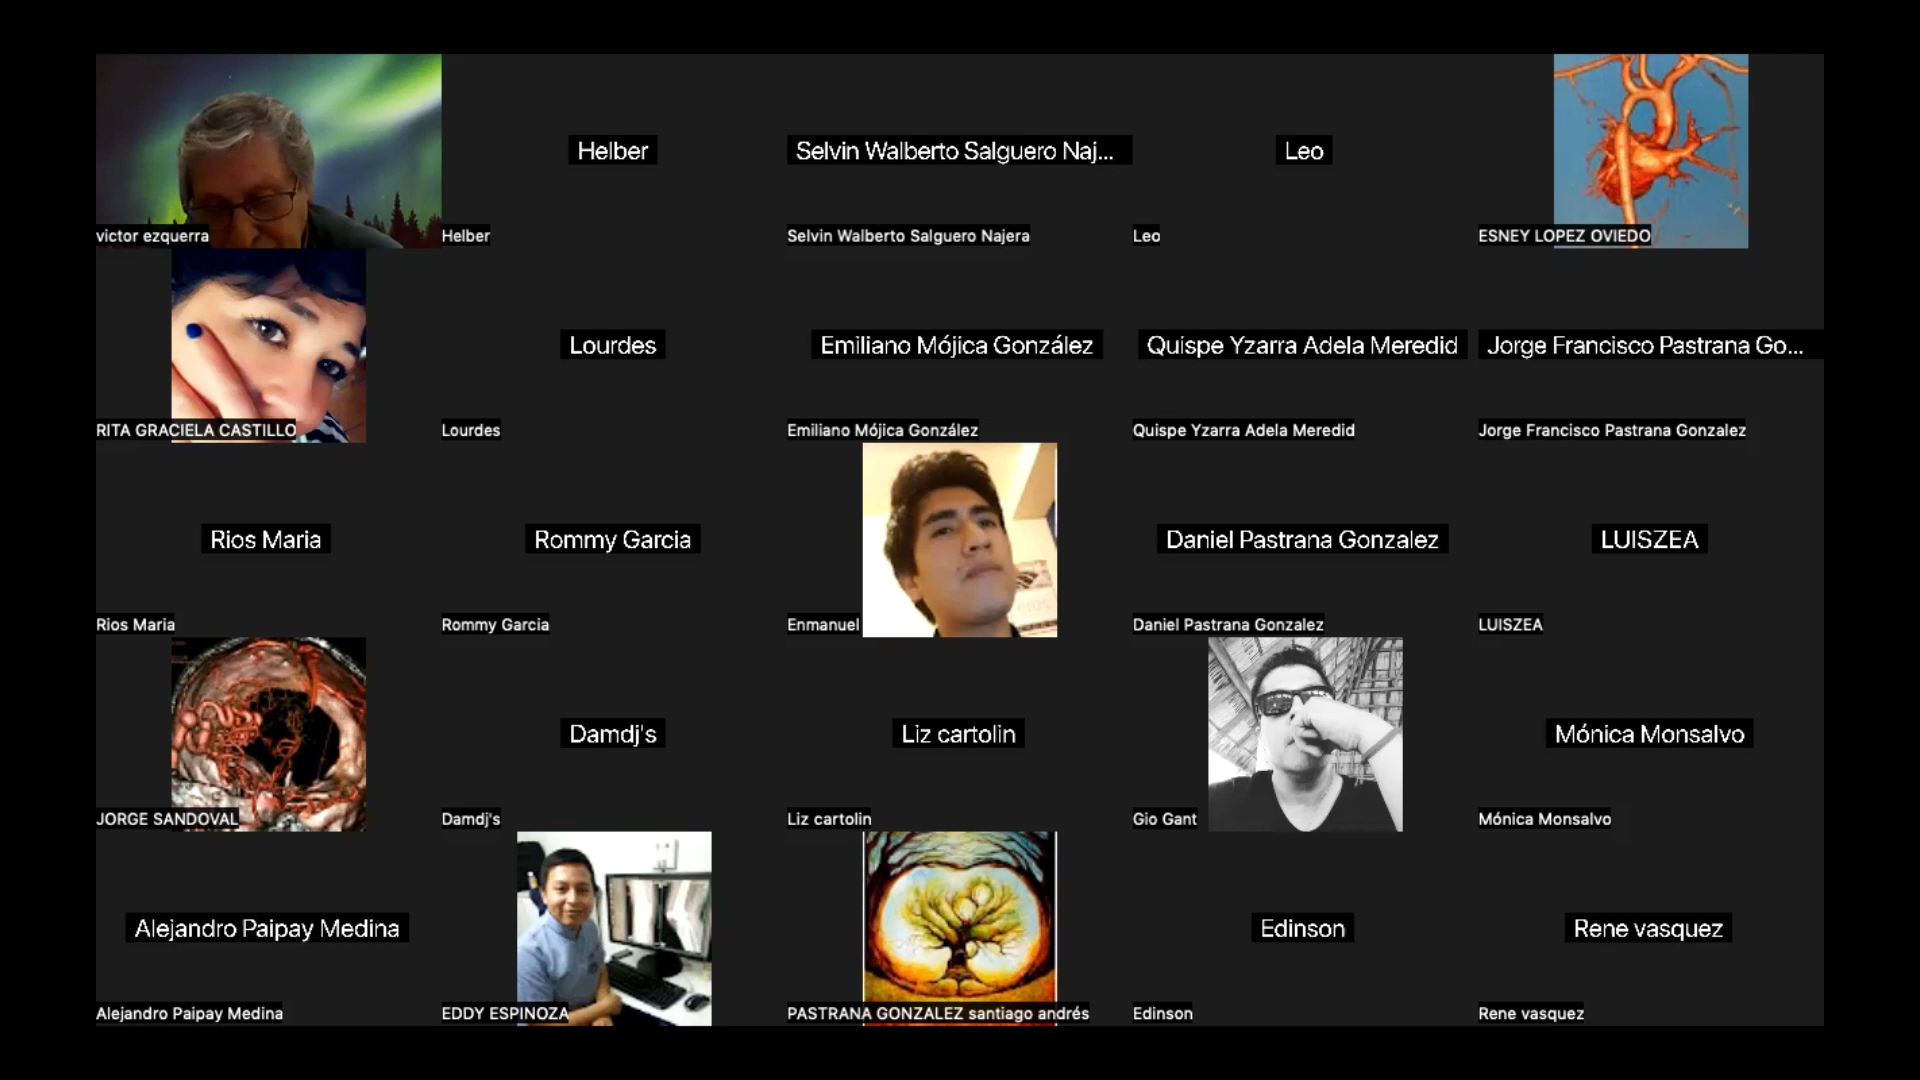 Helber
Selvin Walberto Salguero Naj...
Leo
victor ezquerra
Helber
Selvin Walberto Salguero Najera
Leo
ESNEY LOPEZ OVIEDO
Lourdes
Emiliano Mójica González
Quispe Yzarra Adela Meredid
Jorge Francisco Pastrana Go...
RITA GRACIELA CASTILLO
Lourdes
Emiliano Mójica González
Quispe Yzarra Adela Meredid
Jorge Francisco Pastrana Gonzalez
Rios Maria
Rommy Garcia
Daniel Pastrana Gonzalez
LUISZEA
Rios Maria
Rommy Garcia
Enmanuel
Daniel Pastrana Gonzalez
LUISZEA
Damdj's
Liz cartolin
Mónica Monsalvo
JORGE SANDOVAL
Damdj's
Liz cartolin
Gio Gant
Mónica Monsalvo
Alejandro Paipay Medina
Edinson
Rene vasquez
Alejandro Paipay Medina
EDDY ESPINOZA
PASTRANA GONZALEZ santiago andrés
Edinson
Rene vasquez